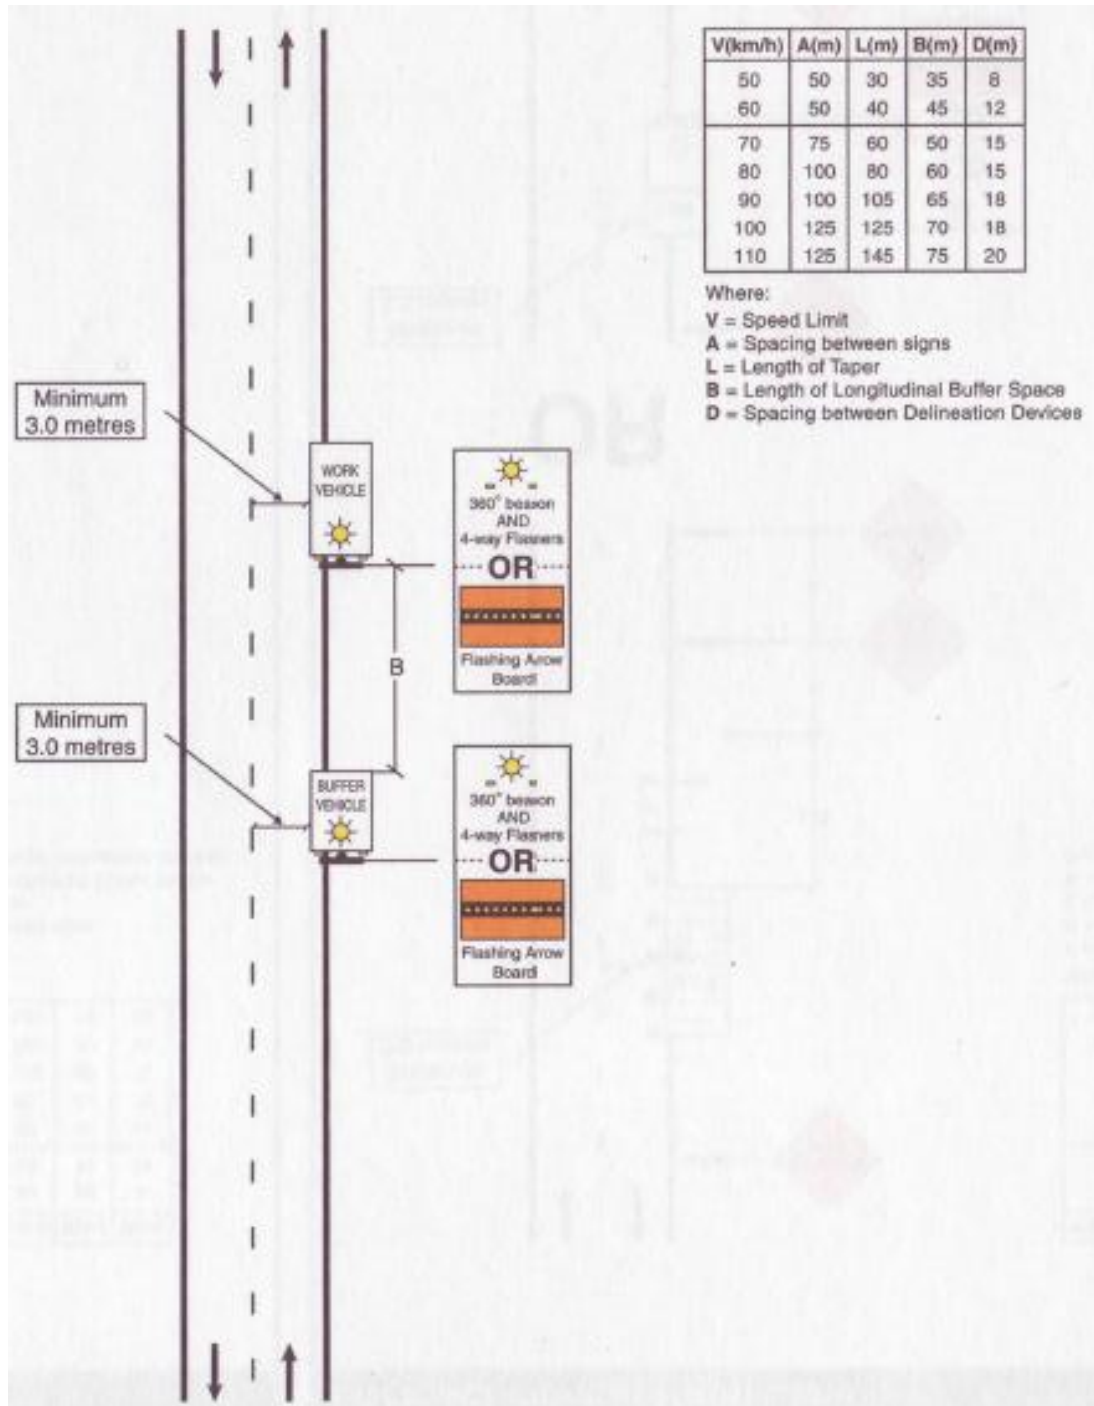 V(km/h) A(m) L(m) B(m) D(m)
50 50 30 35 8
60 50 40 45 12
70 75 60 50 15
80 100 80 60 15
90 100 105 65 18
100 125 125 70 18
110 125 145 75 20
Where:
V = Speed Limit
A = Spacing between signs
L = Length of Taper
B = Length of Longitudinal Buffer Space
D = Spacing between Delineation Devices
Minimum
3.0 metres
WORK
VEHICLE
360° beacon
AND
4-way Flashers
OR
Flashing Arrow
Board
B
Minimum
3.0 metres
BUFFER
VEHICLE
360° beacon
AND
4-way Flashers
OR
Flashing Arrow
Board